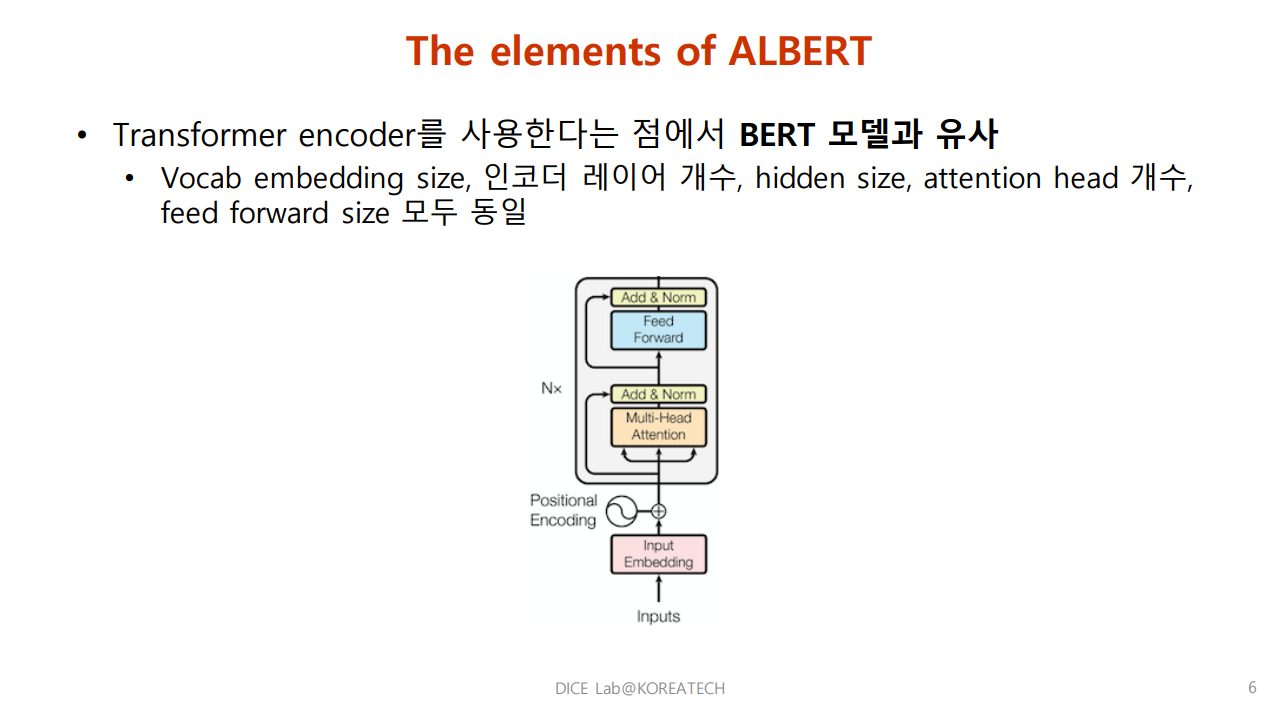 The elements of ALBERT
• Transformer encoder를 사용한다는 점에서 BERT 모델과 유사
• Vocab embedding size, 인코더 레이어 개수, hidden size, attention head 개수,
feed forward size 모두 동일
Add & Norm
Feed
Forward
N×
Add & Norm
Multi-Head
Attention
Positional
Encoding
Input
Embedding
Inputs
DICE Lab@KOREATECH
6